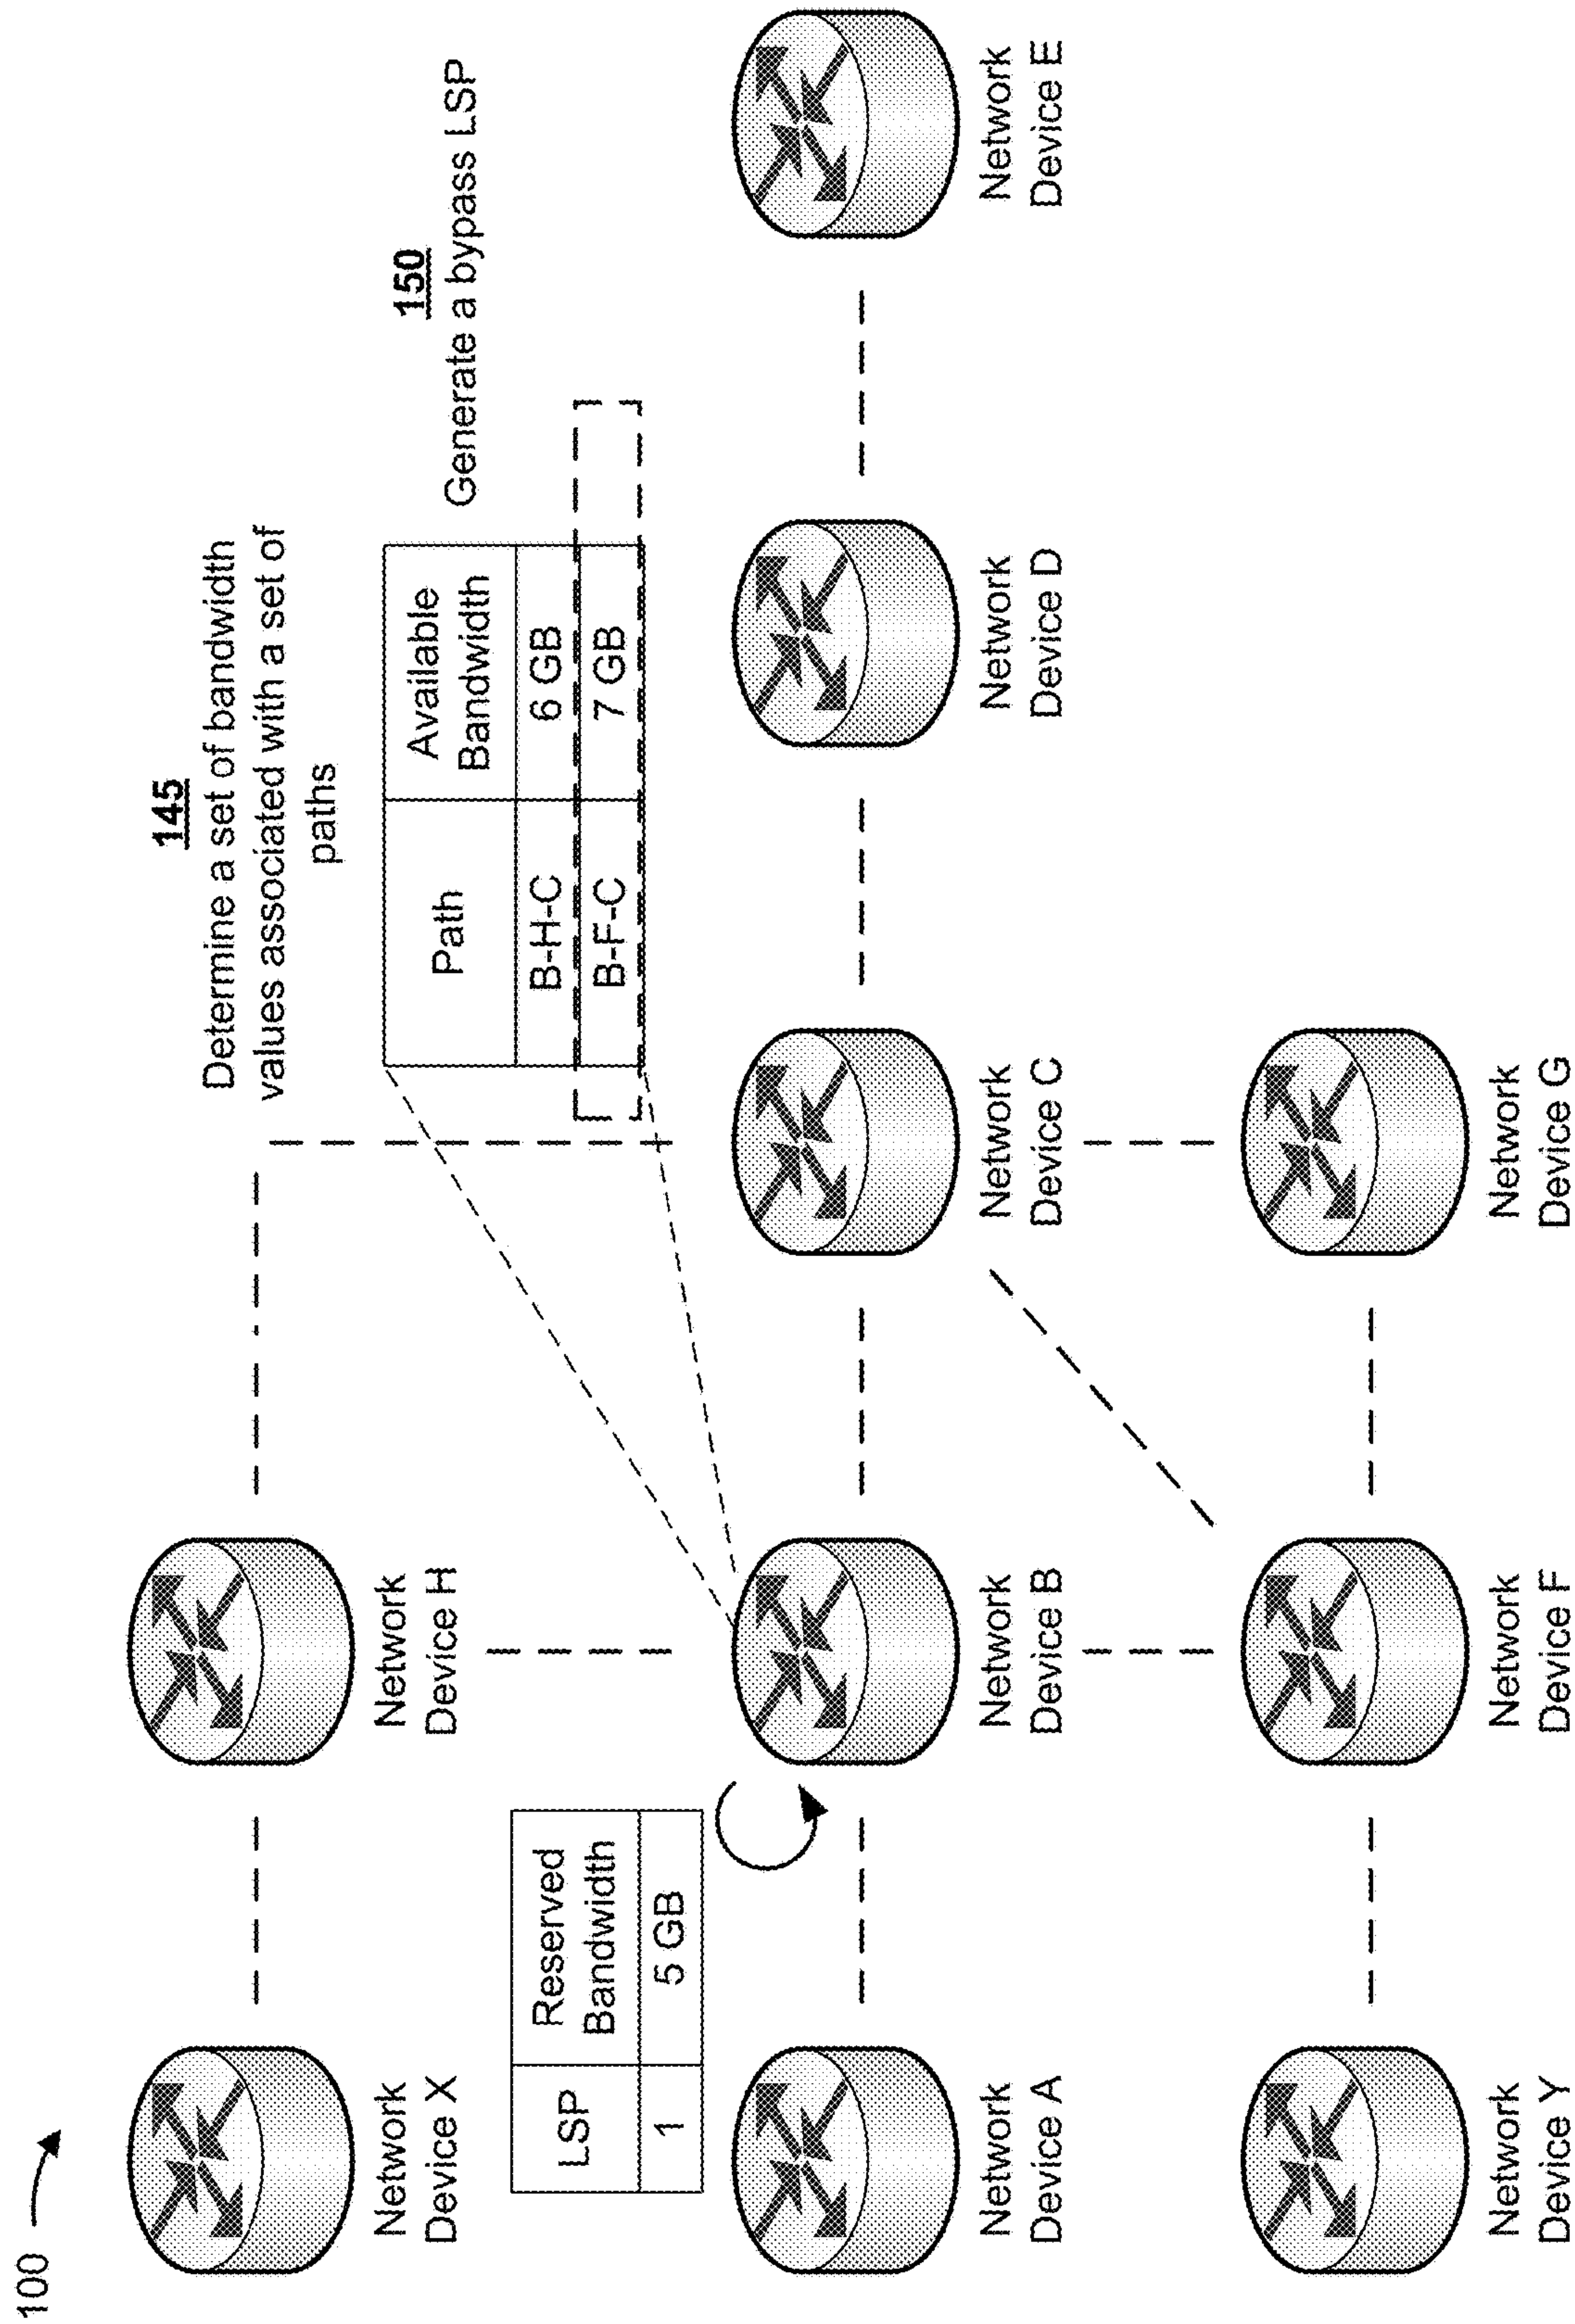 100
145
Determine a set of bandwidth
values associated with a set of
paths
150
Generate a bypass LSP
Path
Available
Bandwidth
B-H-C
6 GB
B-F-C
7 GB
Network
Device X
Network
Device H
LSP
Reserved
Bandwidth
1
5 GB
Network
Device A
Network
Device B
Network
Device C
Network
Device D
Network
Device E
Network
Device Y
Network
Device F
Network
Device G